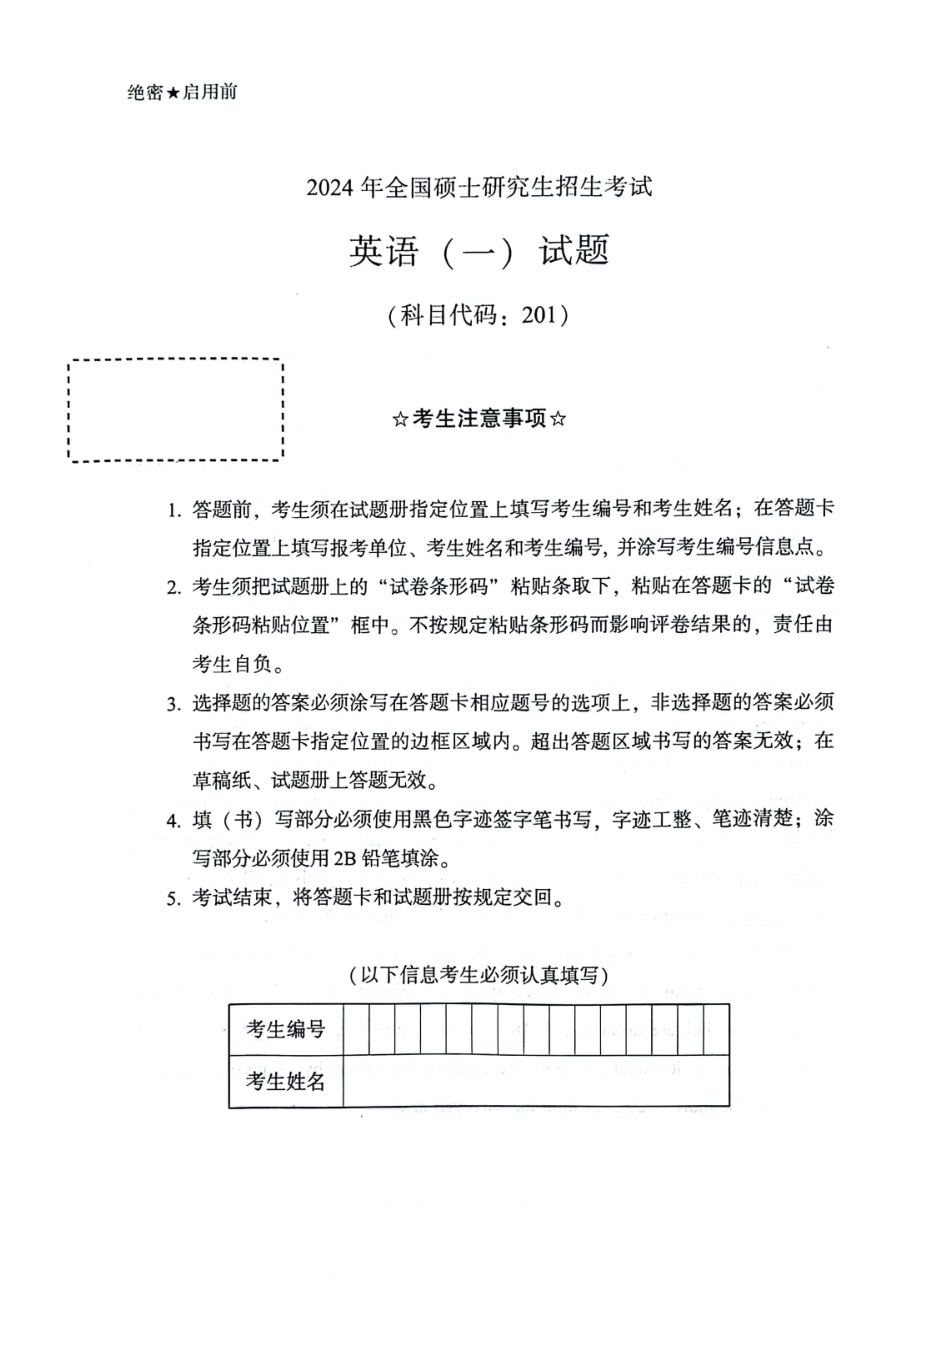 绝密★启用前
2024 年全国硕士研究生招生考试
英语（一）试题
（科目代码：201）
☆考生注意事项☆
1. 答题前，考生须在试题册指定位置上填写考生编号和考生姓名；在答题卡
指定位置上填写报考单位、考生姓名和考生编号，并涂写考生编号信息点。
2. 考生须把试题册上的“试卷条形码”粘贴条取下，粘贴在答题卡的“试卷
条形码粘贴位置”框中。不按规定粘贴条形码而影响评卷结果的，责任由
考生自负。
3. 选择题的答案必须涂写在答题卡相应题号的选项上，非选择题的答案必须
书写在答题卡指定位置的边框区域内。超出答题区域书写的答案无效；在
草稿纸、试题册上答题无效。
4. 填（书）写部分必须使用黑色字迹签字笔书写，字迹工整、笔迹清楚；涂
写部分必须使用 2B 铅笔填涂。
5. 考试结束，将答题卡和试题册按规定交回。
（以下信息考生必须认真填写）
考生编号
考生姓名